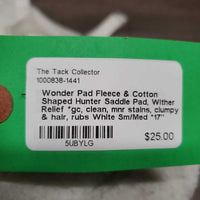 The Tack Collector
1000838-1441
Wonder Pad Fleece & Cotton
Shaped Hunter Saddle Pad, Wither
Relief *gc, clean, mnr stains, clumpy
& hair, rubs White Sm/Med *17"
$25.00
5UBYLG